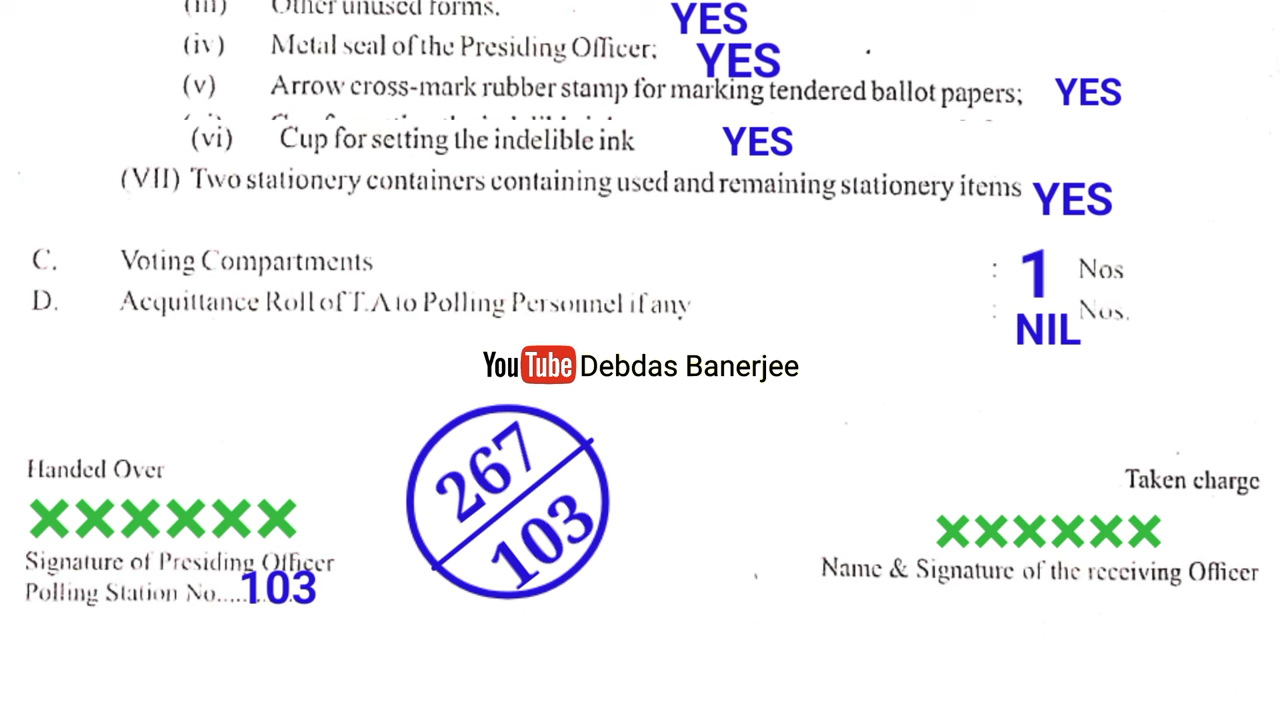 (iii) Other unused forms. YES
(iv) Metal seal of the Presiding Officer; YES
(v) Arrow cross-mark rubber stamp for marking tendered ballot papers; YES
(vi) Cup for setting the indelible ink YES
(VII) Two stationery containers containing used and remaining stationery items YES
C. Voting Compartments : 1 Nos
D. Acquittance Roll of T.A to Polling Personnel if any : NIL Nos.
YouTube Debdas Banerjee
267
103
Handed Over
Taken charge
××××××
××××××
Signature of Presiding Officer
Name & Signature of the receiving Officer
Polling Station No.....103